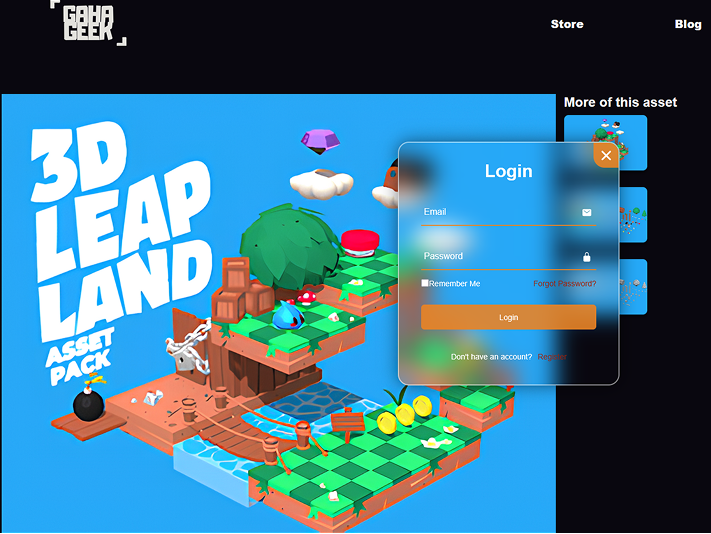 GAHA
GEEK
Store
Blog
More of this asset
3D
LEAP
LAND
ASSET
PACK
Login
Email
Password
Remember Me
Forgot Password?
Login
Don't have an account? Register